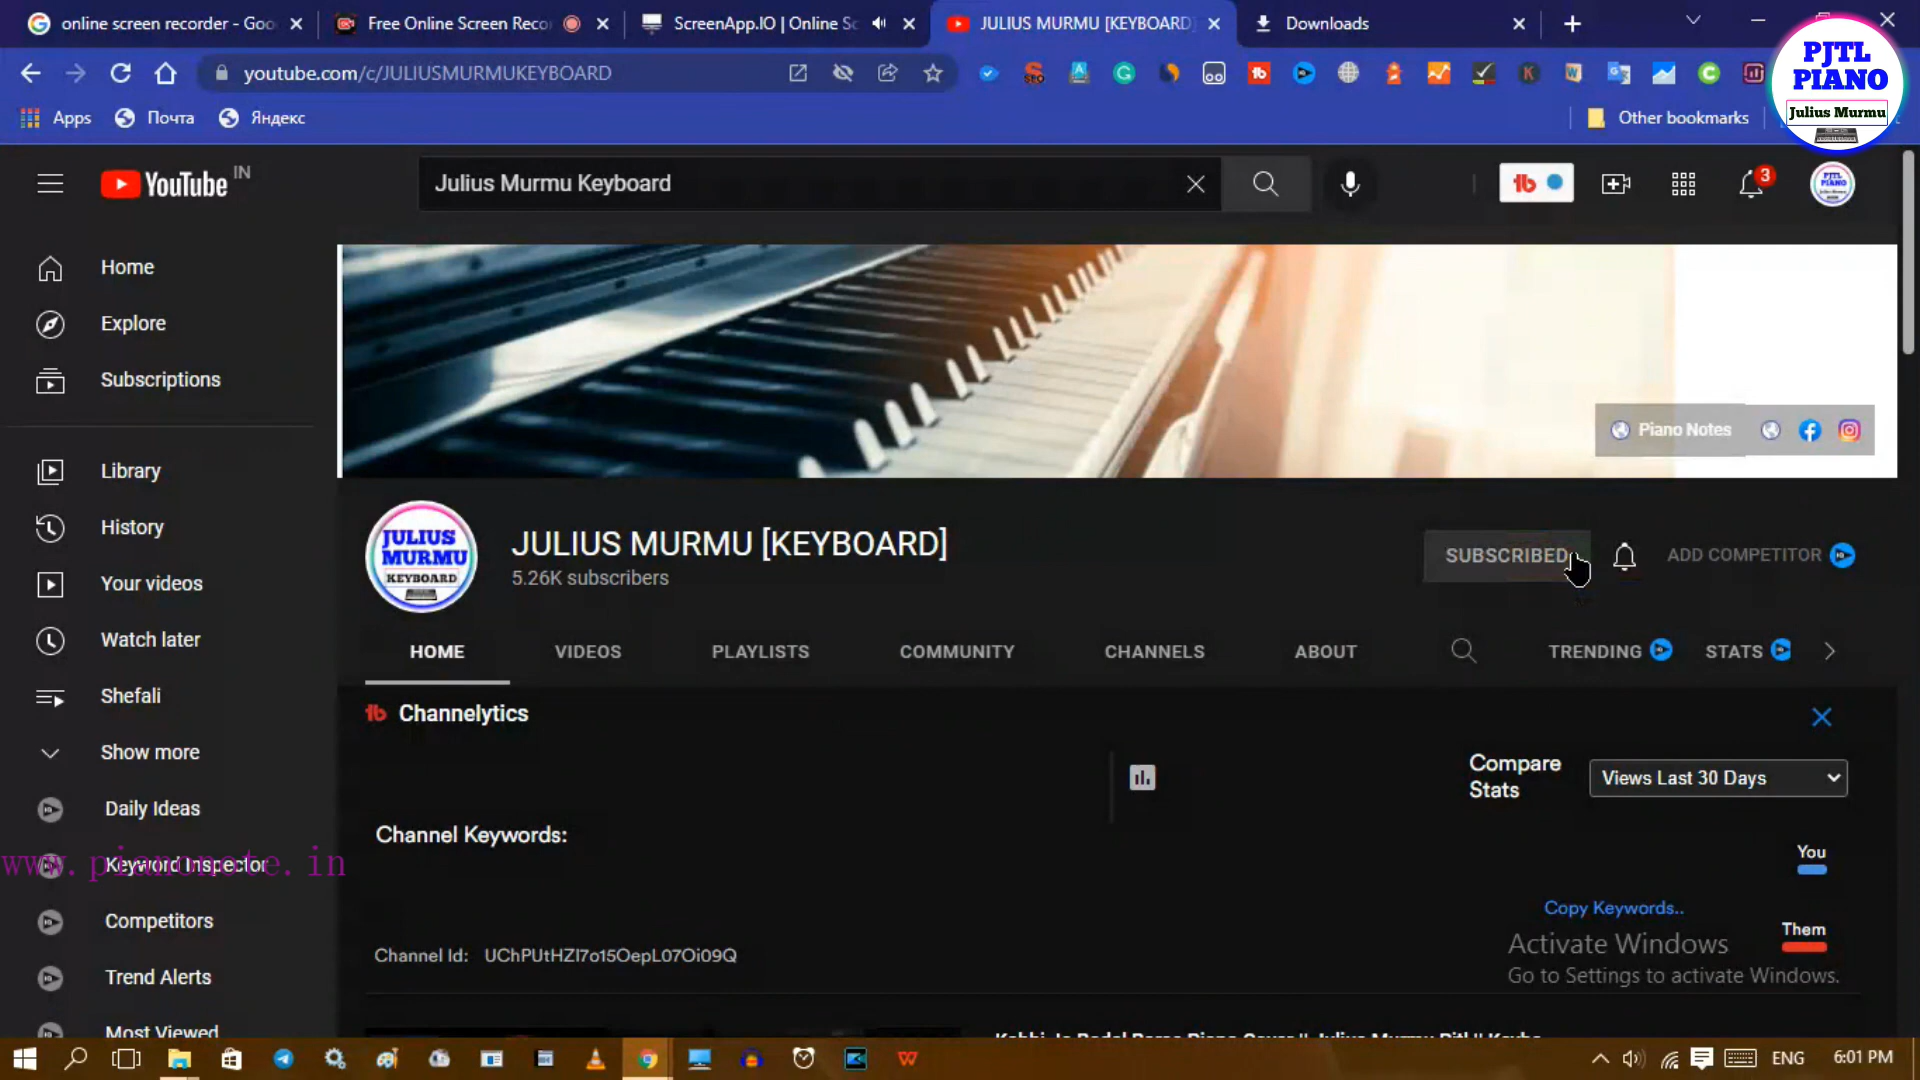 online screen recorder - Goo
Free Online Screen Reco
ScreenApp.IO | Online Sc
JULIUS MURMU [KEYBOARD]
Downloads
youtube.com/c/JULIUSMURMUKEYBOARD
PJTL
PIANO
Julius Murmu
Apps
Почта
Яндекс
Other bookmarks
YouTube IN
Julius Murmu Keyboard
3
Home
Explore
Subscriptions
Piano Notes
Library
History
Your videos
Watch later
Shefali
Show more
Daily Ideas
Keyword Inspector
www.pianonote.in
Competitors
Trend Alerts
Most Viewed
JULIUS
MURMU
KEYBOARD
JULIUS MURMU [KEYBOARD]
5.26K subscribers
SUBSCRIBED
ADD COMPETITOR
HOME
VIDEOS
PLAYLISTS
COMMUNITY
CHANNELS
ABOUT
TRENDING
STATS
Channelytics
Compare
Stats
Views Last 30 Days
Channel Keywords:
You
Copy Keywords..
Them
Channel Id: UChPUtHZI7o15OepL07Oi09Q
Activate Windows
Go to Settings to activate Windows.
ENG
6:01 PM